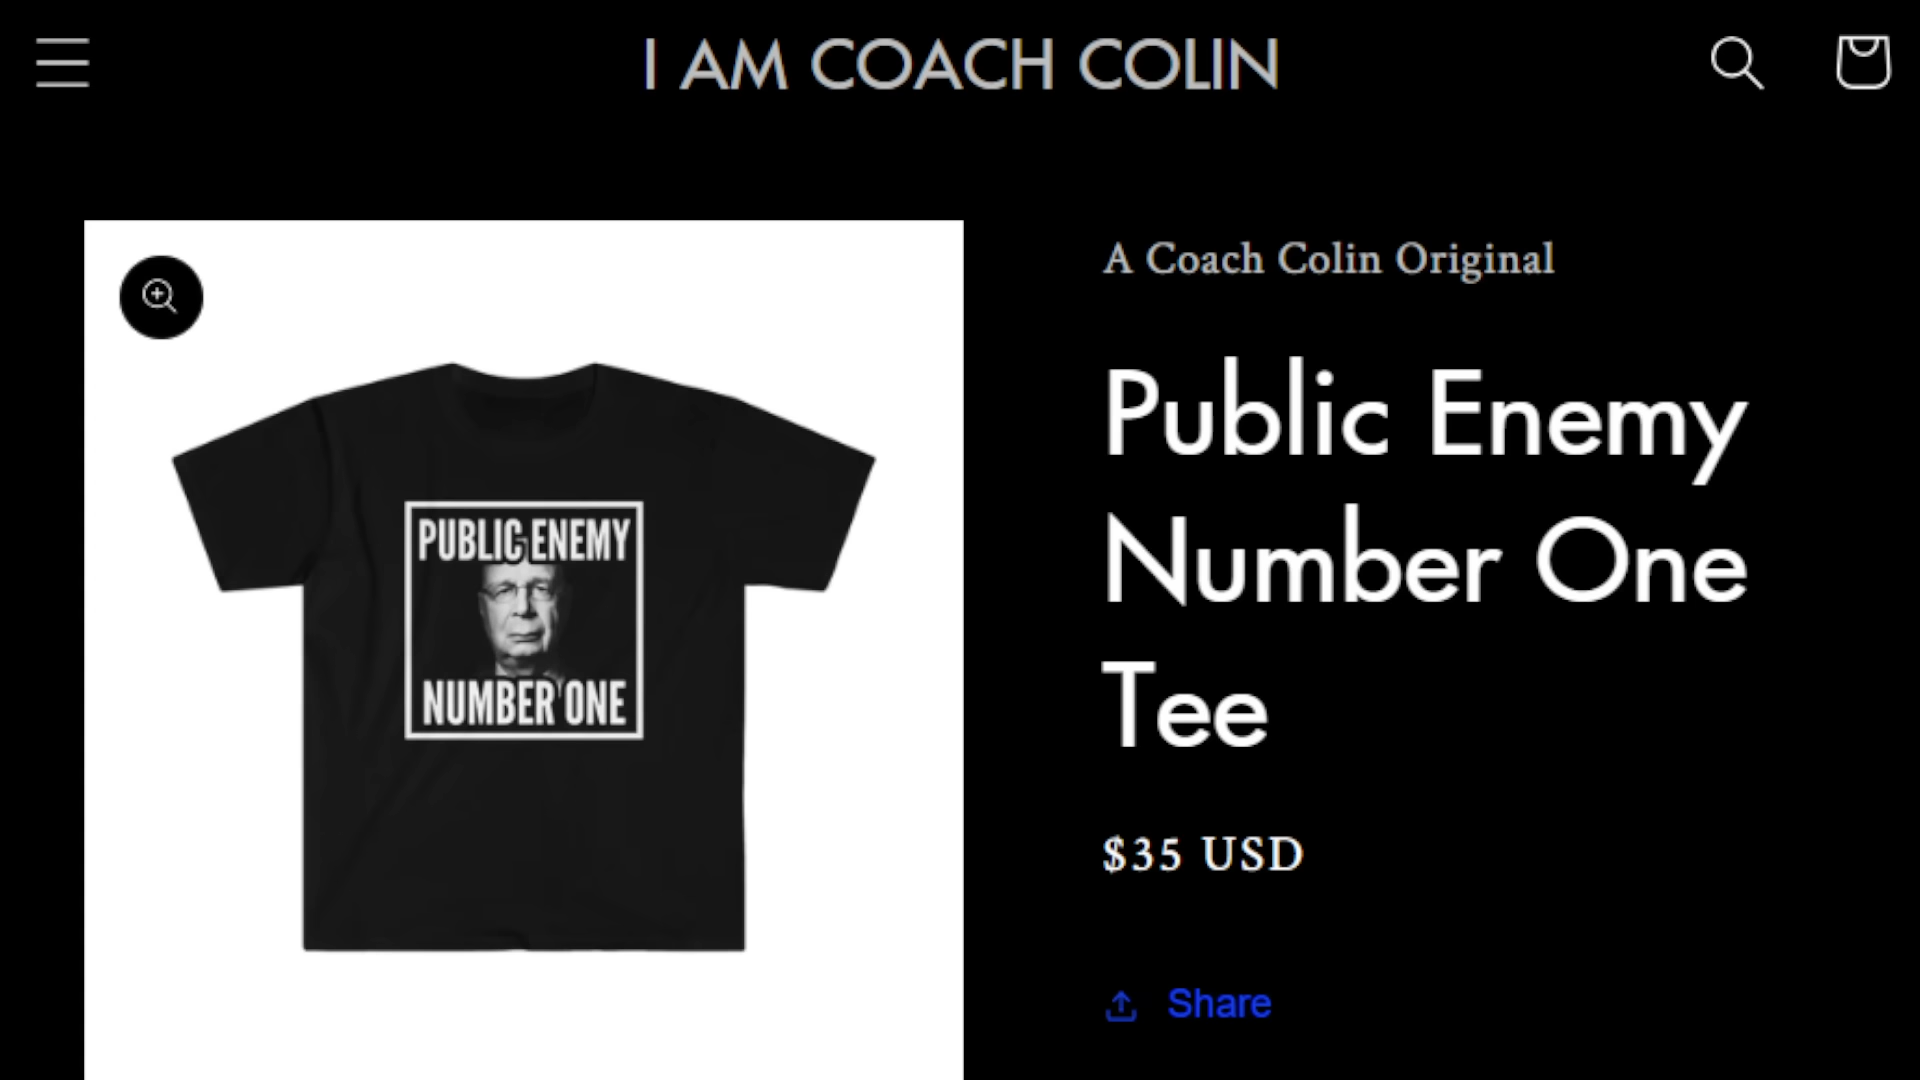 I AM COACH COLIN
A Coach Colin Original
Public Enemy
Number One
Tee
$35 USD
Share
PUBLIC ENEMY
NUMBER ONE